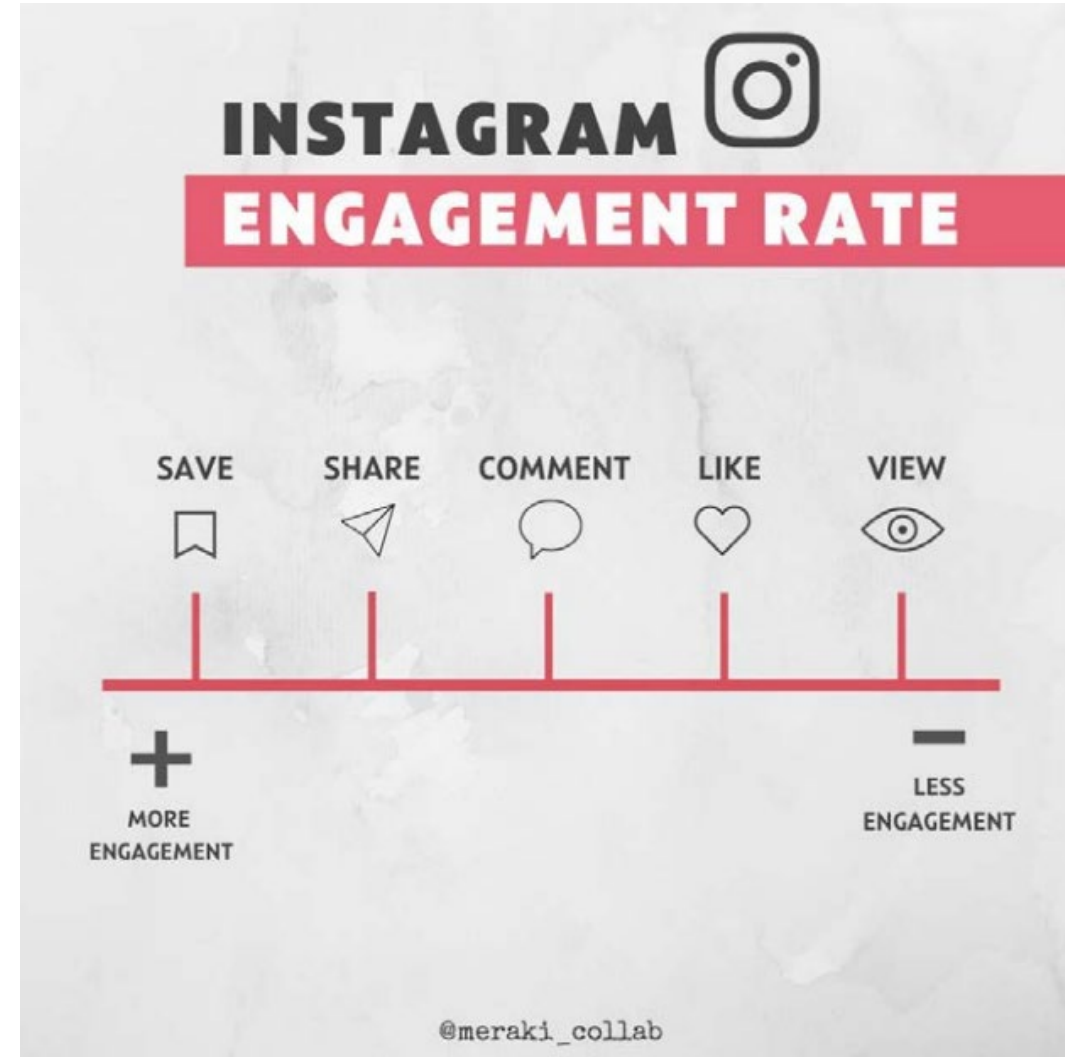 INSTAGRAM
ENGAGEMENT RATE
SAVE SHARE COMMENT LIKE VIEW
MORE
ENGAGEMENT
LESS
ENGAGEMENT
@meraki_collab